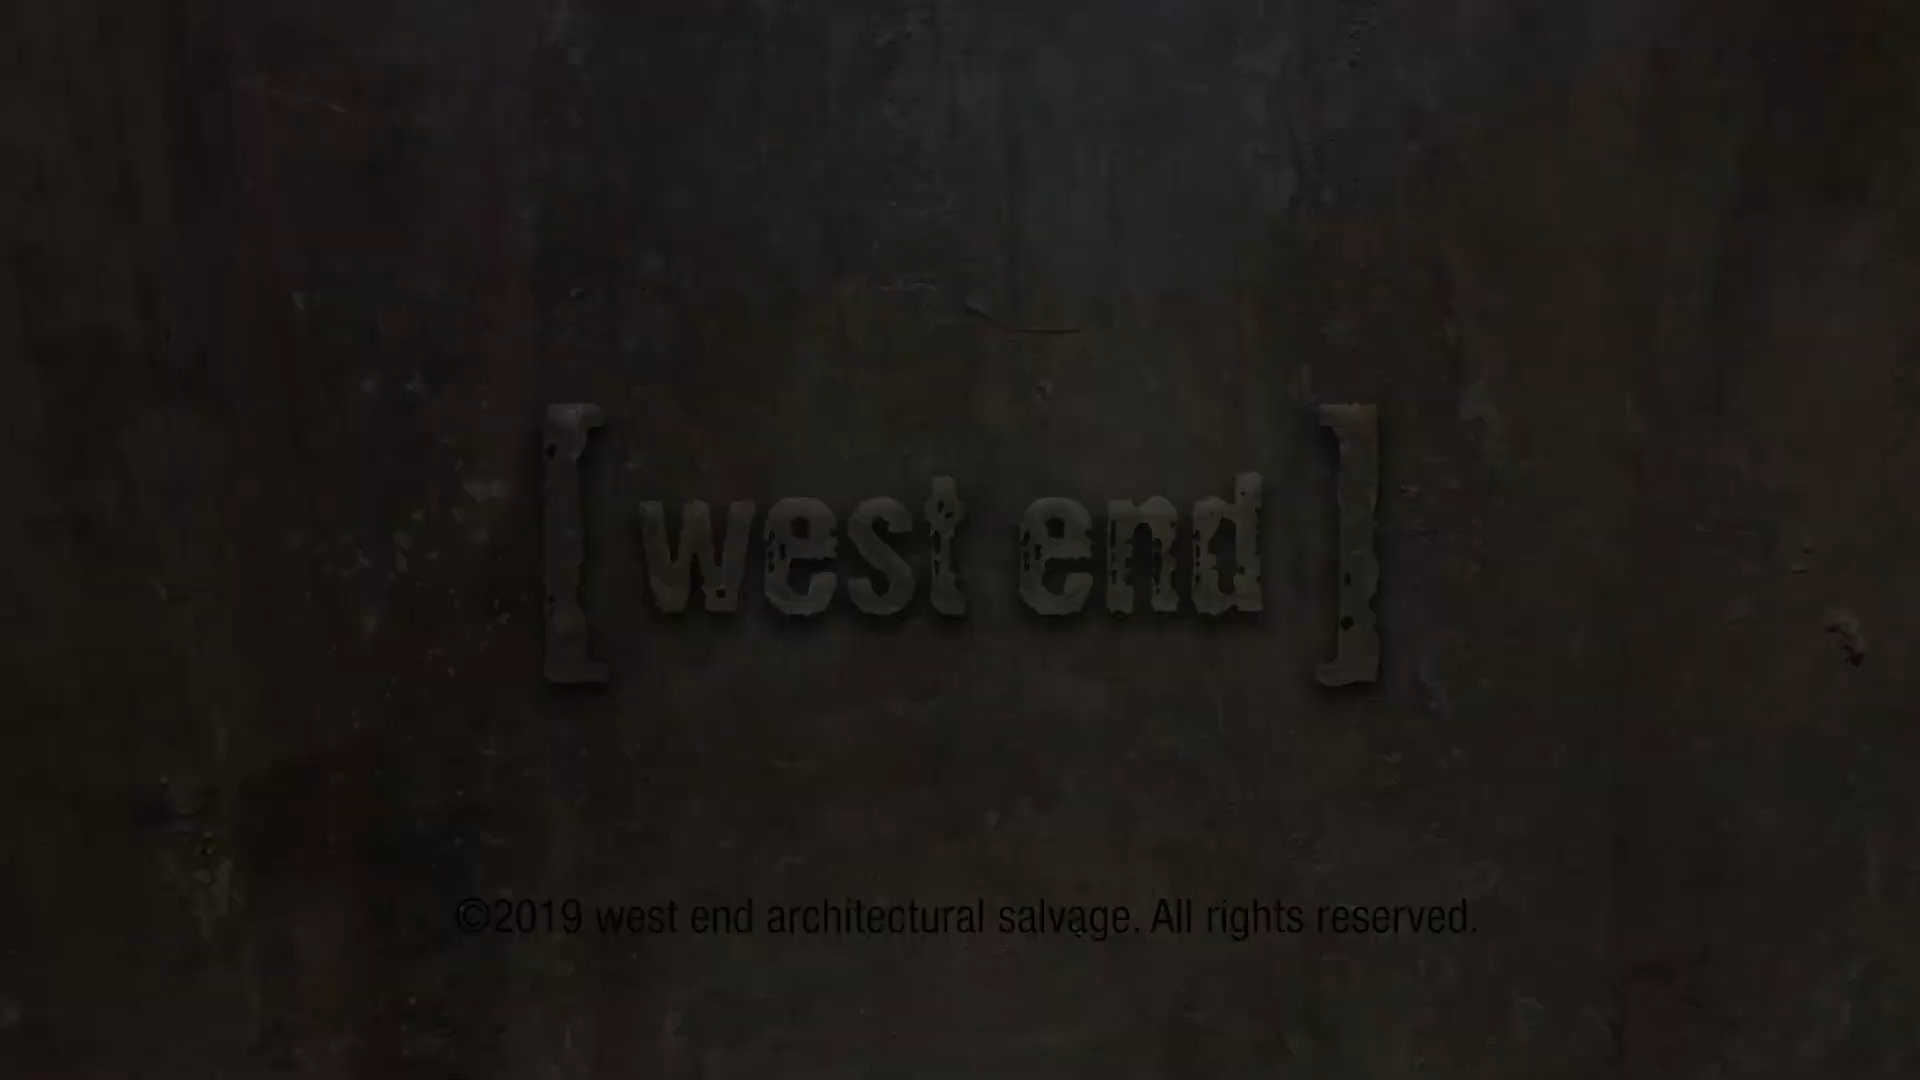 [ west end ]
©2019 west end architectural salvage. All rights reserved.